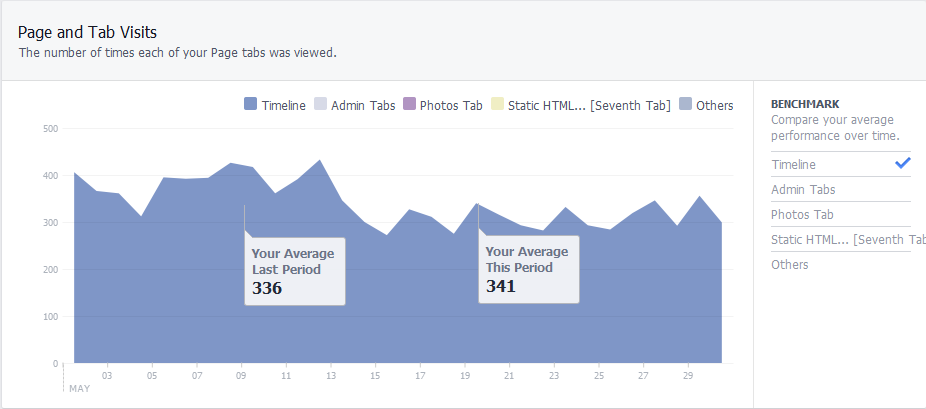 Page and Tab Visits
The number of times each of your Page tabs was viewed.
Timeline Admin Tabs Photos Tab Static HTML... [Seventh Tab] Others
500
400
300
200
100
0
Your Average
Last Period
336
Your Average
This Period
341
03 05 07 09 11 13 15 17 19 21 23 25 27 29
MAY
BENCHMARK
Compare your average
performance over time.
Timeline
Admin Tabs
Photos Tab
Static HTML... [Seventh Tab
Others